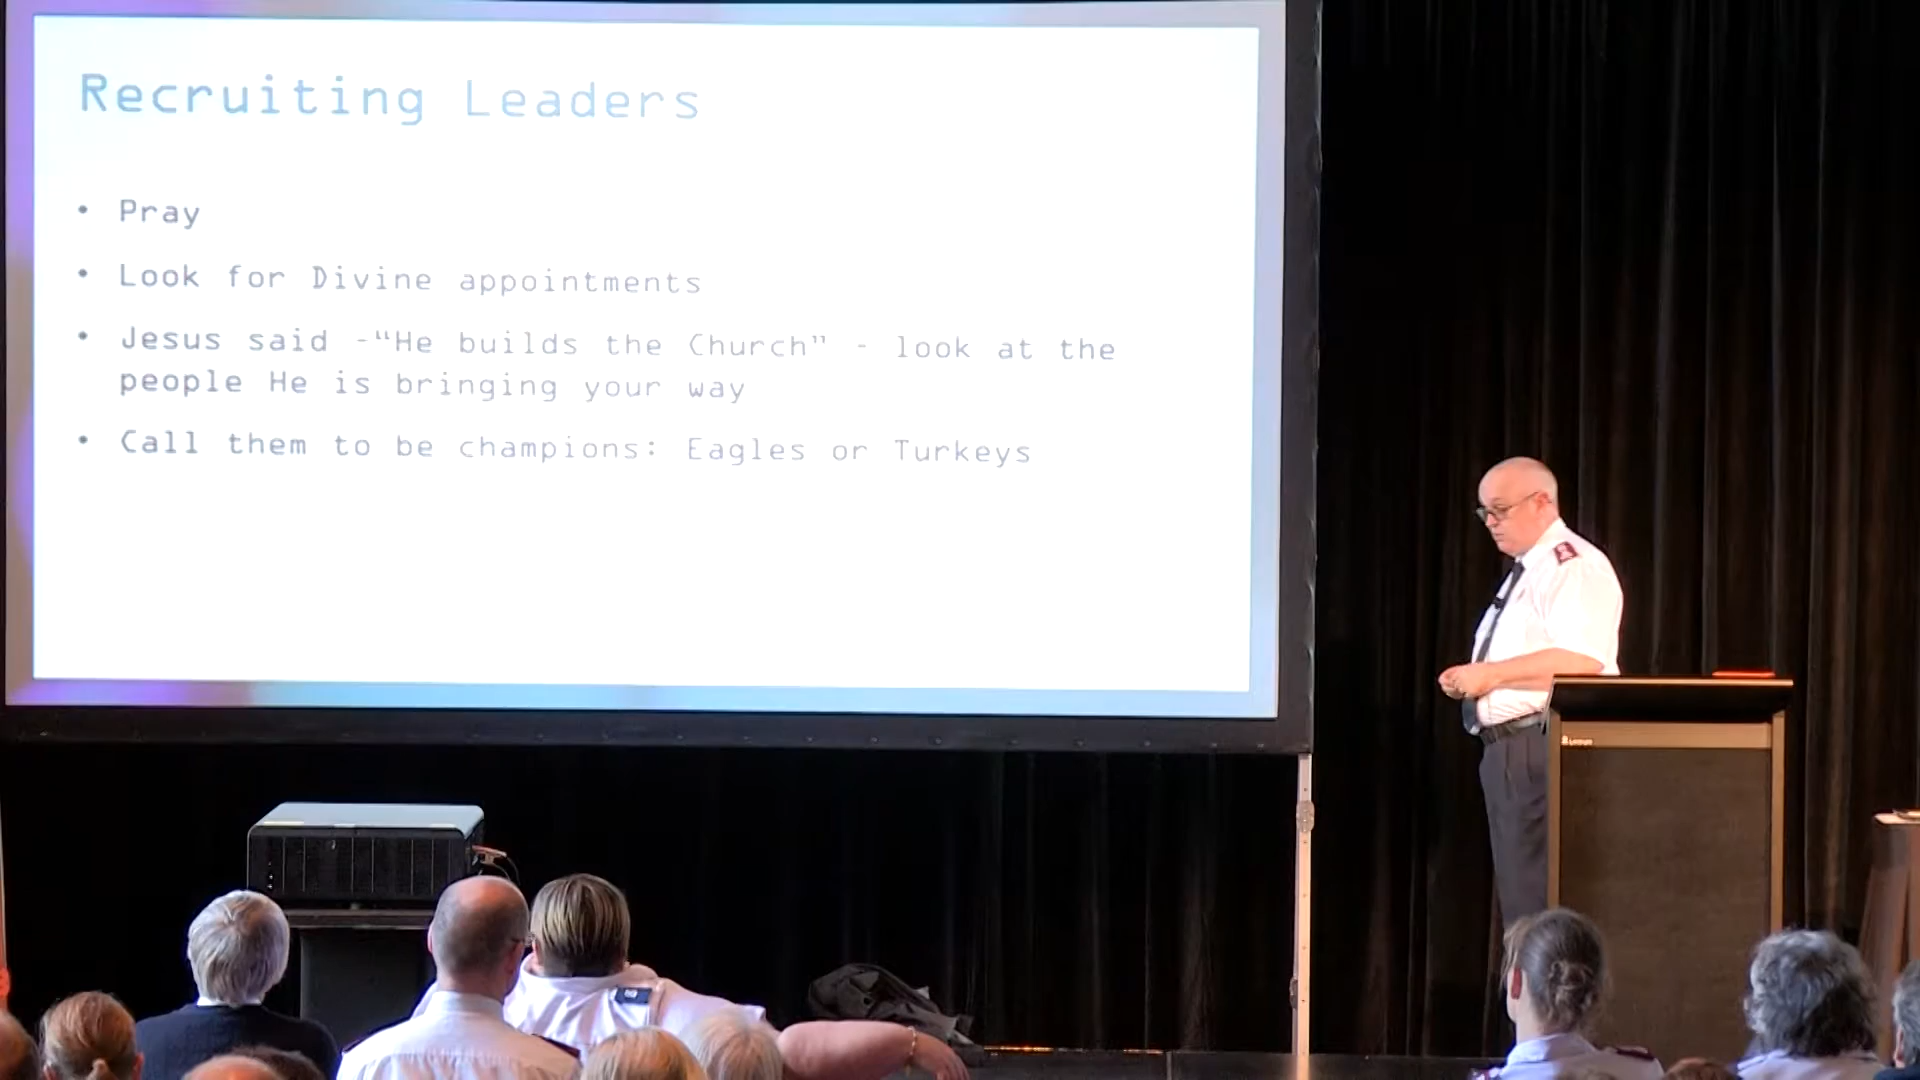 Recruiting Leaders
• Pray
• Look for Divine appointments
• Jesus said -“He builds the Church” - look at the
people He is bringing your way
• Call them to be champions: Eagles or Turkeys